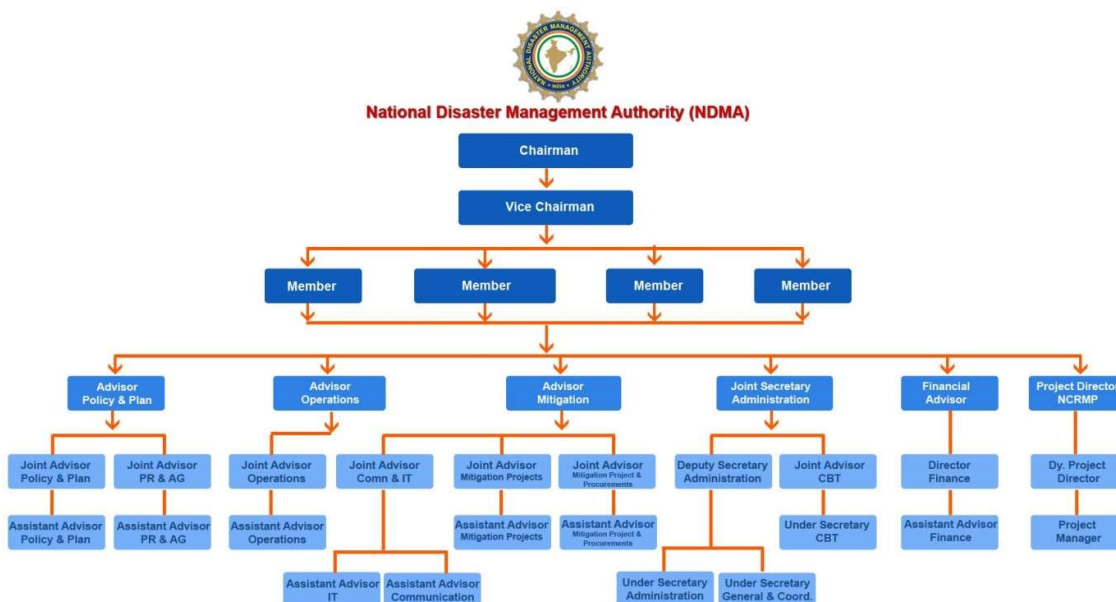 NATIONAL DISASTER MANAGEMENT AUTHORITY
National Disaster Management Authority (NDMA)
Chairman
Vice Chairman
Member
Member
Member
Member
Advisor
Policy & Plan
Advisor
Operations
Advisor
Mitigation
Joint Secretary
Administration
Financial
Advisor
Project Director
NCRMP
Joint Advisor
Policy & Plan
Joint Advisor
PR & AG
Joint Advisor
Operations
Joint Advisor
Comn & IT
Joint Advisor
Mitigation Projects
Joint Advisor
Mitigation Project &
Procurements
Deputy Secretary
Administration
Joint Advisor
CBT
Director
Finance
Dy. Project
Director
Assistant Advisor
Policy & Plan
Assistant Advisor
PR & AG
Assistant Advisor
Operations
Assistant Advisor
Mitigation Projects
Assistant Advisor
Mitigation Project &
Procurements
Under Secretary
CBT
Assistant Advisor
Finance
Project
Manager
Assistant Advisor
IT
Assistant Advisor
Communication
Under Secretary
Administration
Under Secretary
General & Coord.